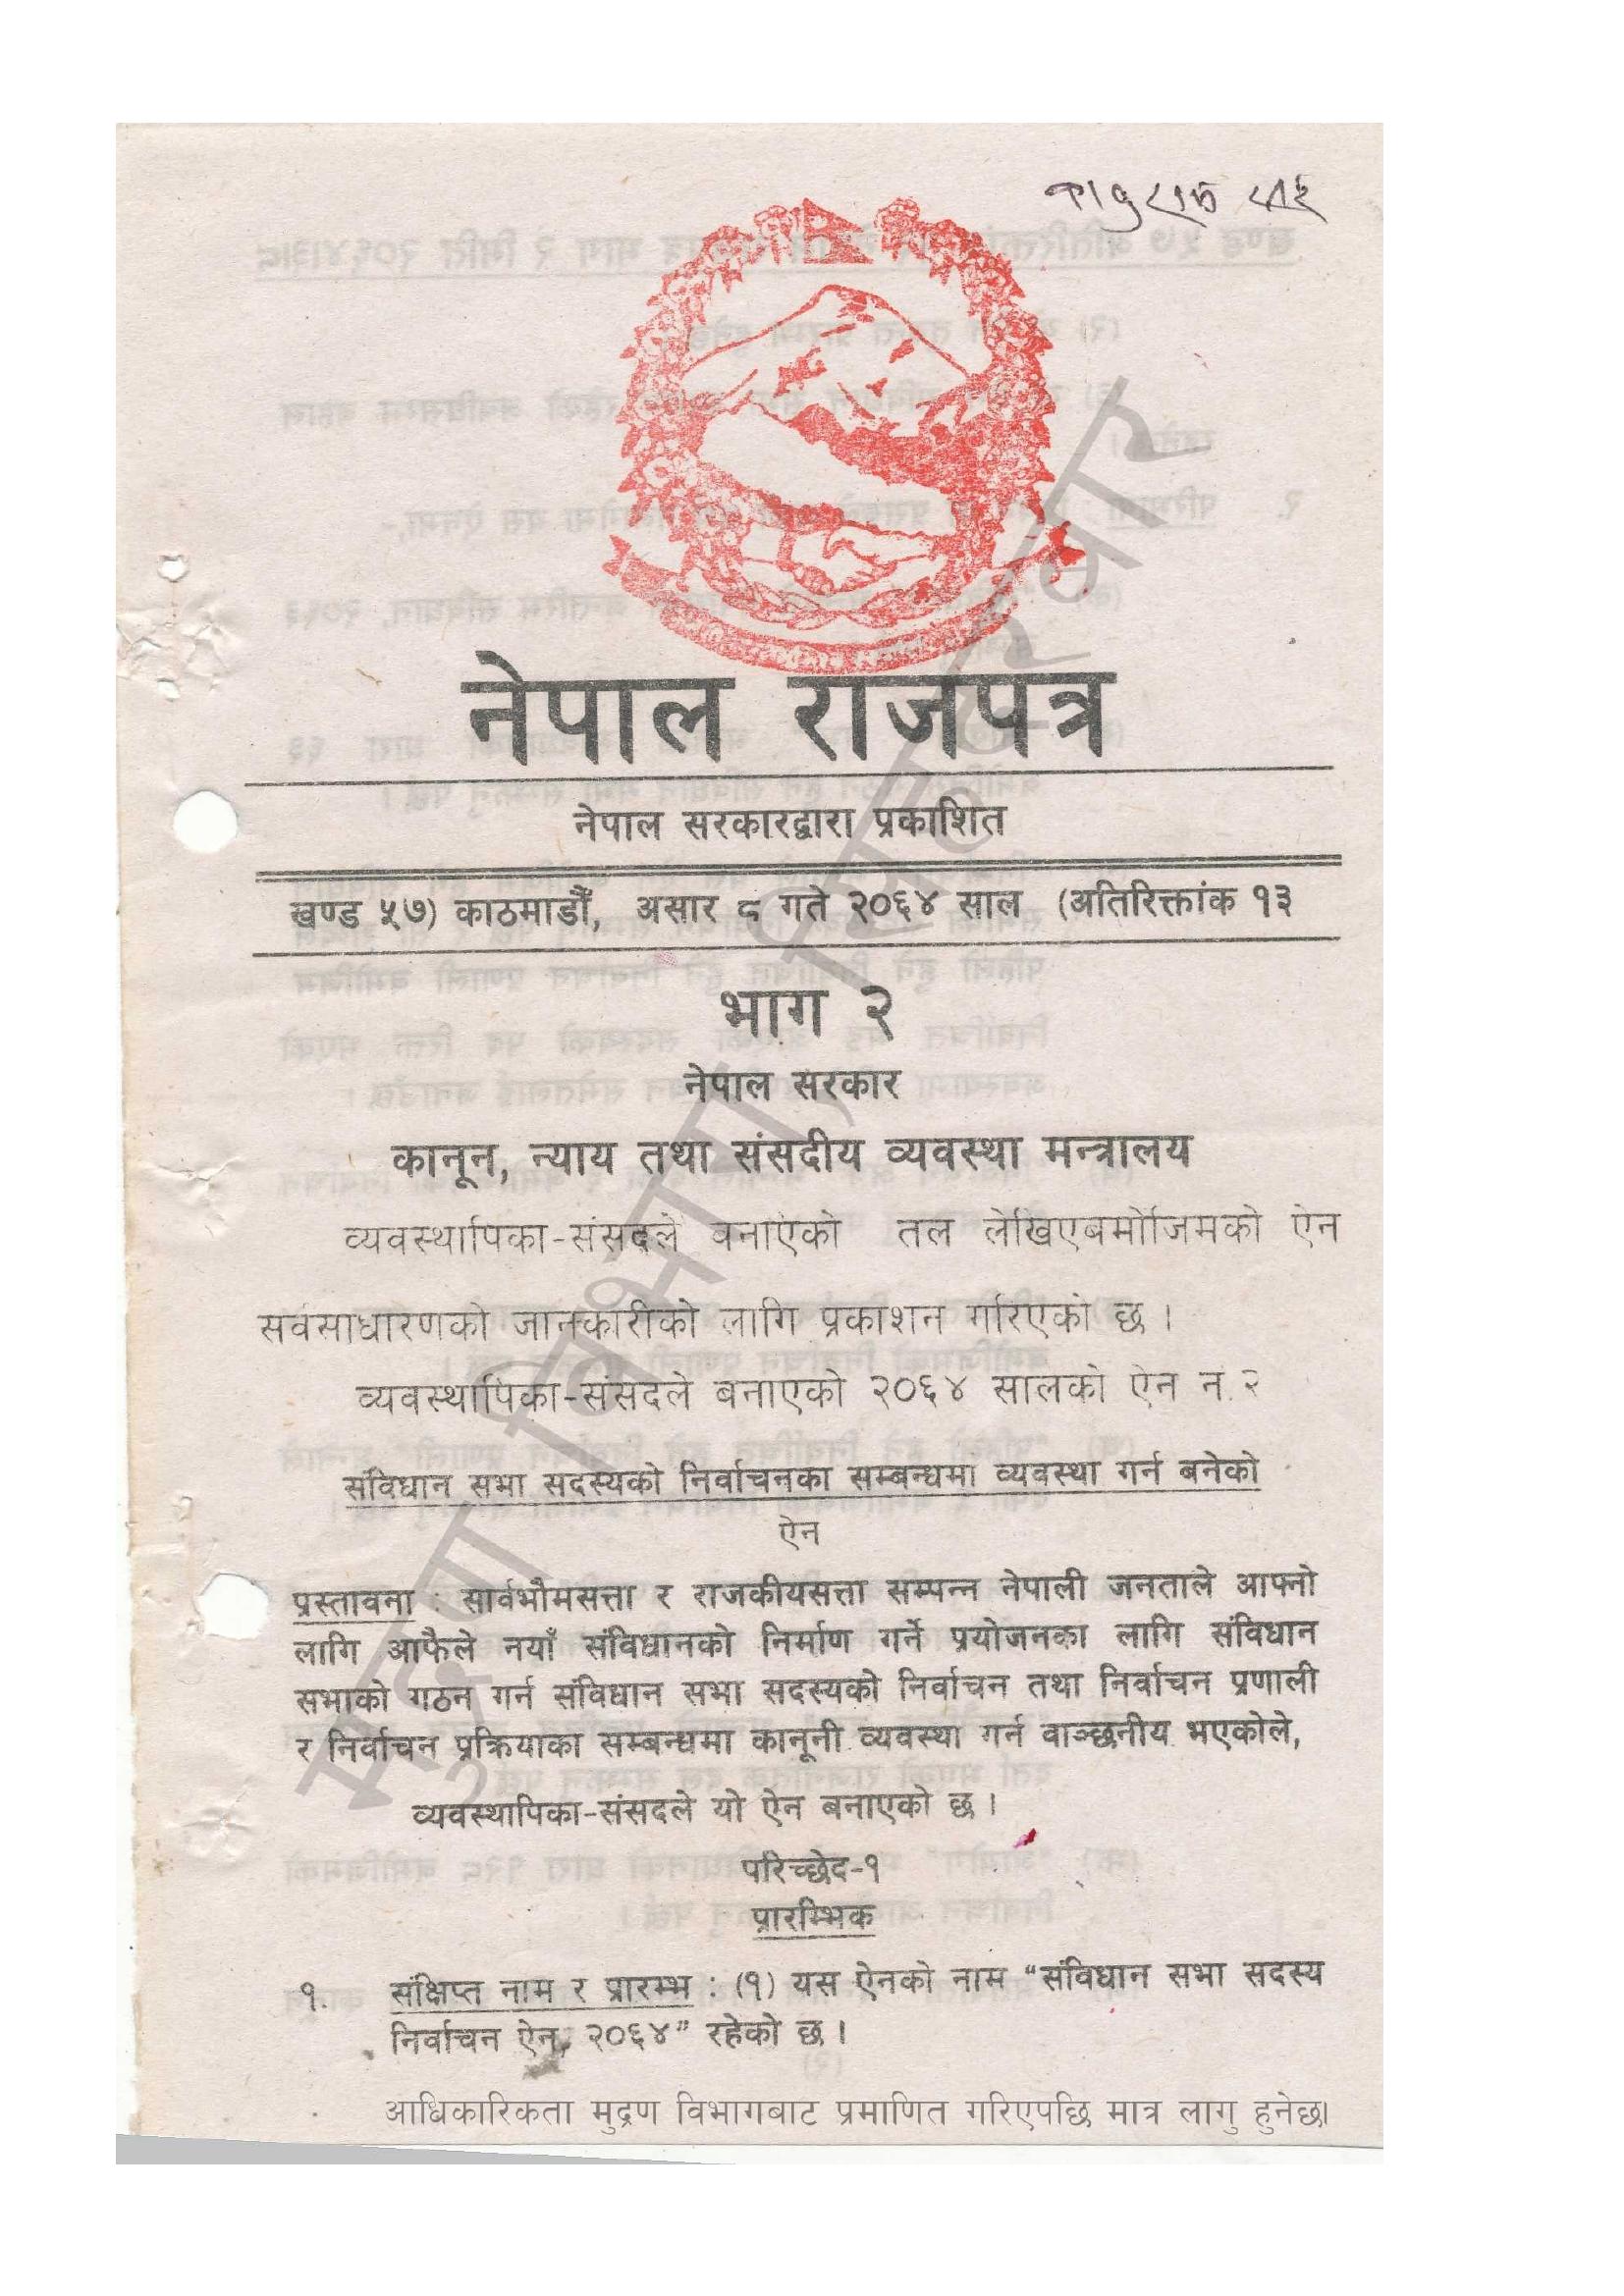 नेपाल राजपत्र
नेपाल सरकारद्वारा प्रकाशित
खण्ड ५७) काठमाडौँ, असार ८ गते २०६४ साल (अतिरिक्तांक १३
भाग २
नेपाल सरकार
कानून, न्याय तथा संसदीय व्यवस्था मन्त्रालय
व्यवस्थापिका-संसदले बनाएको तल लेखिएबमोजिमको ऐन
सर्वसाधारणको जानकारीको लागि प्रकाशन गरिएको छ ।
व्यवस्थापिका-संसदले बनाएको २०६४ सालको ऐन नं. २
संविधान सभा सदस्यको निर्वाचनका सम्बन्धमा व्यवस्था गर्न बनेको
ऐन
प्रस्तावना : सार्वभौमसत्ता र राजकीयसत्ता सम्पन्न नेपाली जनताले आफ्नो
लागि आफैले नयाँ संविधानको निर्माण गर्ने प्रयोजनका लागि संविधान
सभाको गठन गर्न संविधान सभा सदस्यको निर्वाचन तथा निर्वाचन प्रणाली
र निर्वाचन प्रक्रियाका सम्बन्धमा कानूनी व्यवस्था गर्न वाञ्छनीय भएकोले,
व्यवस्थापिका-संसदले यो ऐन बनाएको छ ।
परिच्छेद-१
प्रारम्भिक
१. संक्षिप्त नाम र प्रारम्भ : (१) यस ऐनको नाम “संविधान सभा सदस्य
निर्वाचन ऐन, २०६४” रहेको छ ।
आधिकारिकता मुद्रण विभागबाट प्रमाणित गरिएपछि मात्र लागु हुनेछ।
मुद्रण विभाग, सिंहदरबार